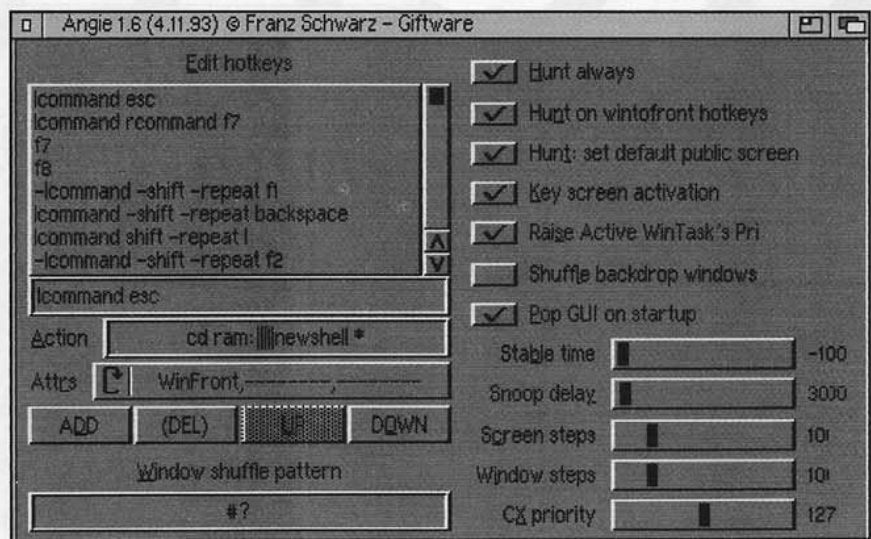 Angie 1.6 (4.11.93) © Franz Schwarz – Giftware
Edit hotkeys
lcommand esc
lcommand rcommand f7
f7
f8
-lcommand -shift -repeat f1
lcommand -shift -repeat backspace
lcommand shift -repeat l
-lcommand -shift -repeat f2
lcommand esc
Action cd ram:||||newshell *
Attrs WinFront,--------,--------
ADD (DEL) UP DOWN
Window shuffle pattern
#?
Hunt always
Hunt on wintofront hotkeys
Hunt: set default public screen
Key screen activation
Raise Active WinTask's Pri
Shuffle backdrop windows
Pop GUI on startup
Stable time -100
Snoop delay 3000
Screen steps
Window steps
CX priority 127